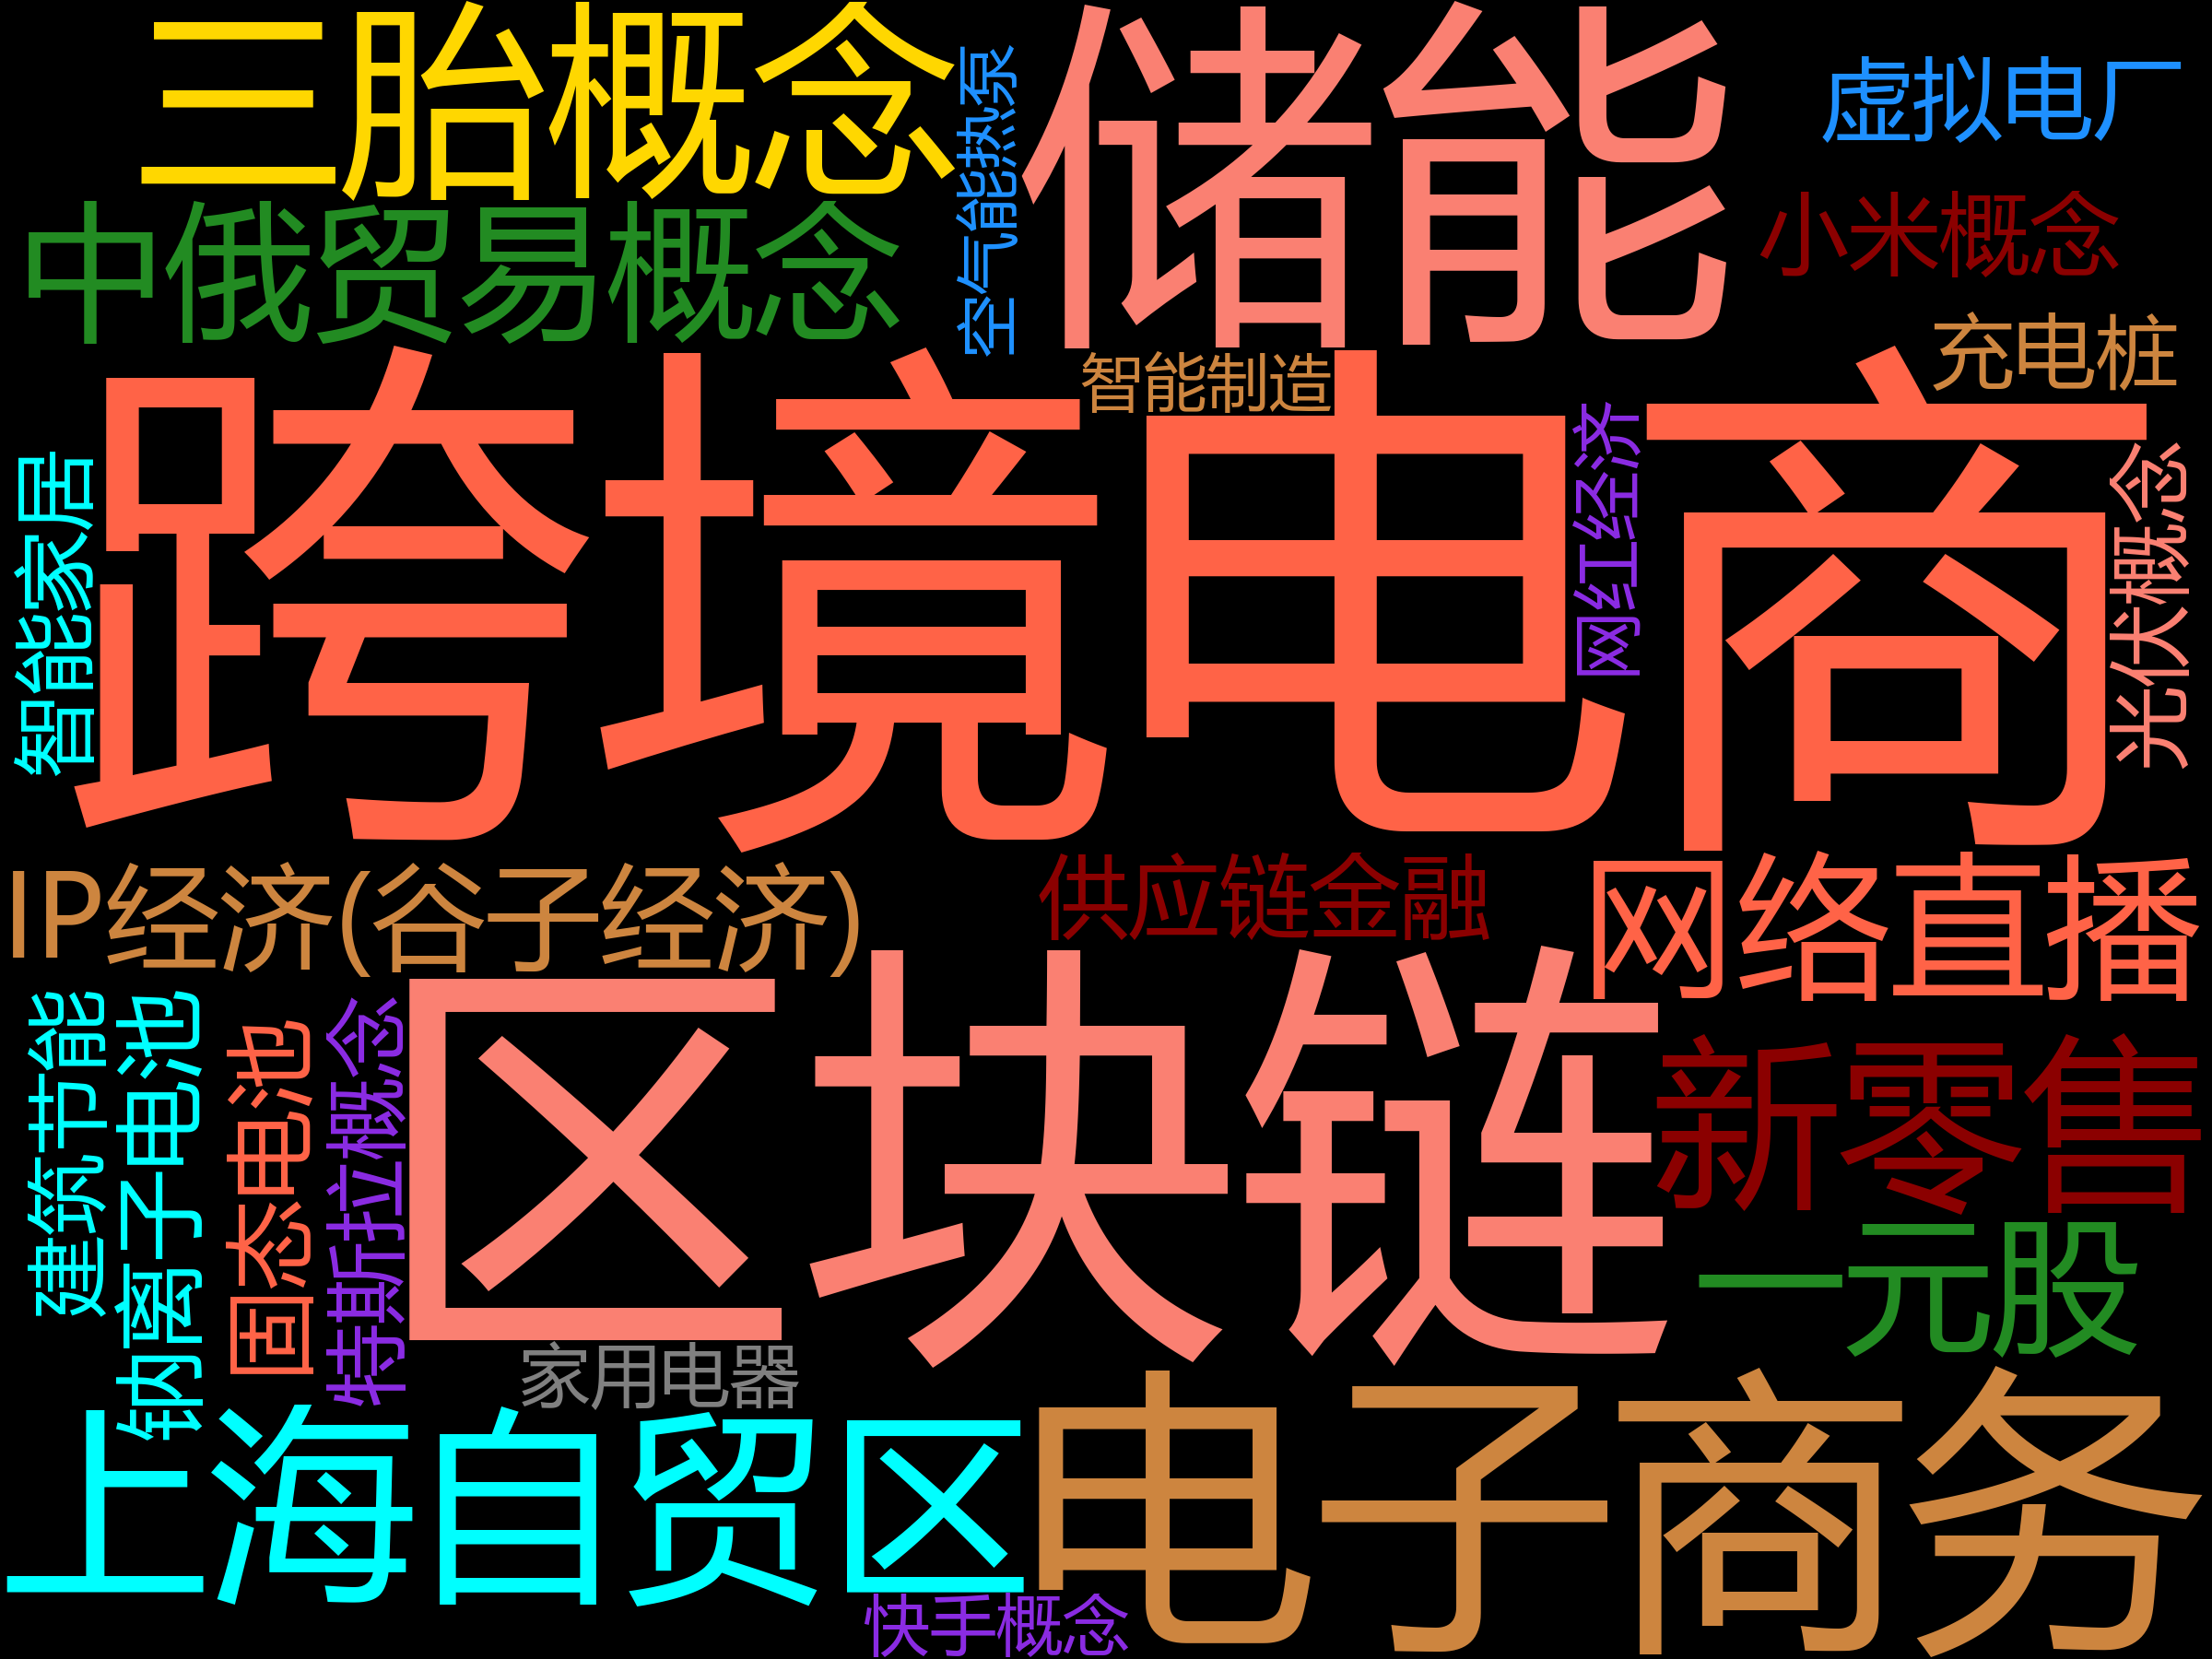 三胎概念
空气能热泵
储能
虚拟电厂
中俄贸易概念
小米概念
充电桩
智能制造
跨境电商
智能家居
网红经济
光伏概念
IP经济(谷子经济)
供应链金融
网络直播
建筑节能
钠离子电池
固态电池
特斯拉概念
区块链
新零售
一元股
家用电器
上海自贸区
电子商务
快手概念